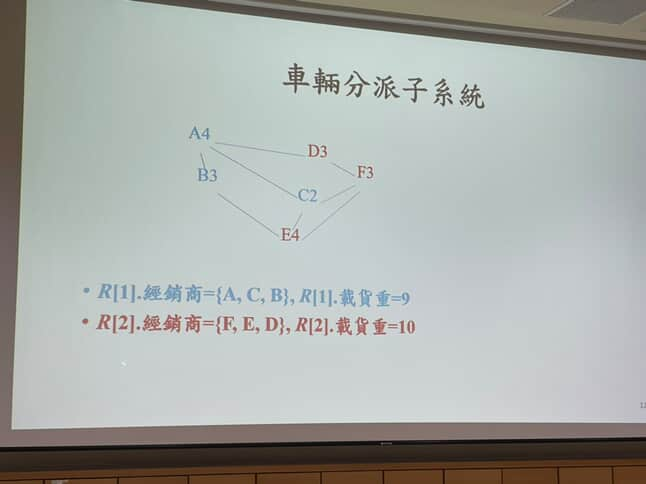 車輛分派子系統
A4
D3
B3
F3
C2
E4
• R[1].經銷商={A, C, B}, R[1].載貨重=9
• R[2].經銷商={F, E, D}, R[2].載貨重=10